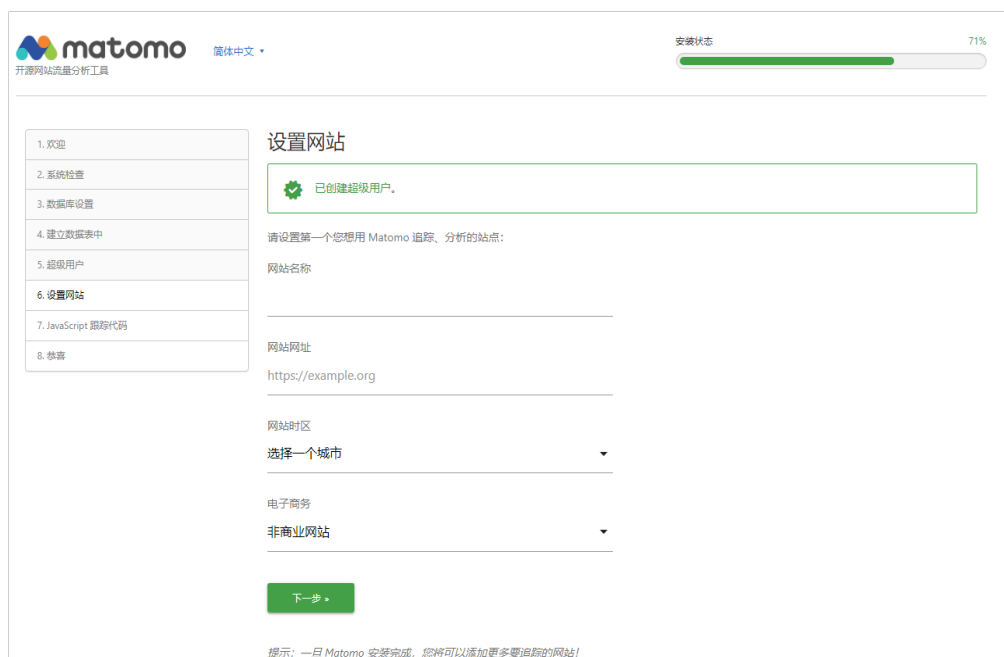 matomo
简体中文
开源网站流量分析工具
安装状态 71%
1. 欢迎
2. 系统检查
3. 数据库设置
4. 建立数据表中
5. 超级用户
6. 设置网站
7. JavaScript 跟踪代码
8. 恭喜
设置网站
已创建超级用户。
请设置第一个您想用 Matomo 追踪、分析的站点：
网站名称
网站网址
https://example.org
网站时区
选择一个城市
电子商务
非商业网站
下一步 »
提示：一旦 Matomo 安装完成，您将可以添加更多要追踪的网站！